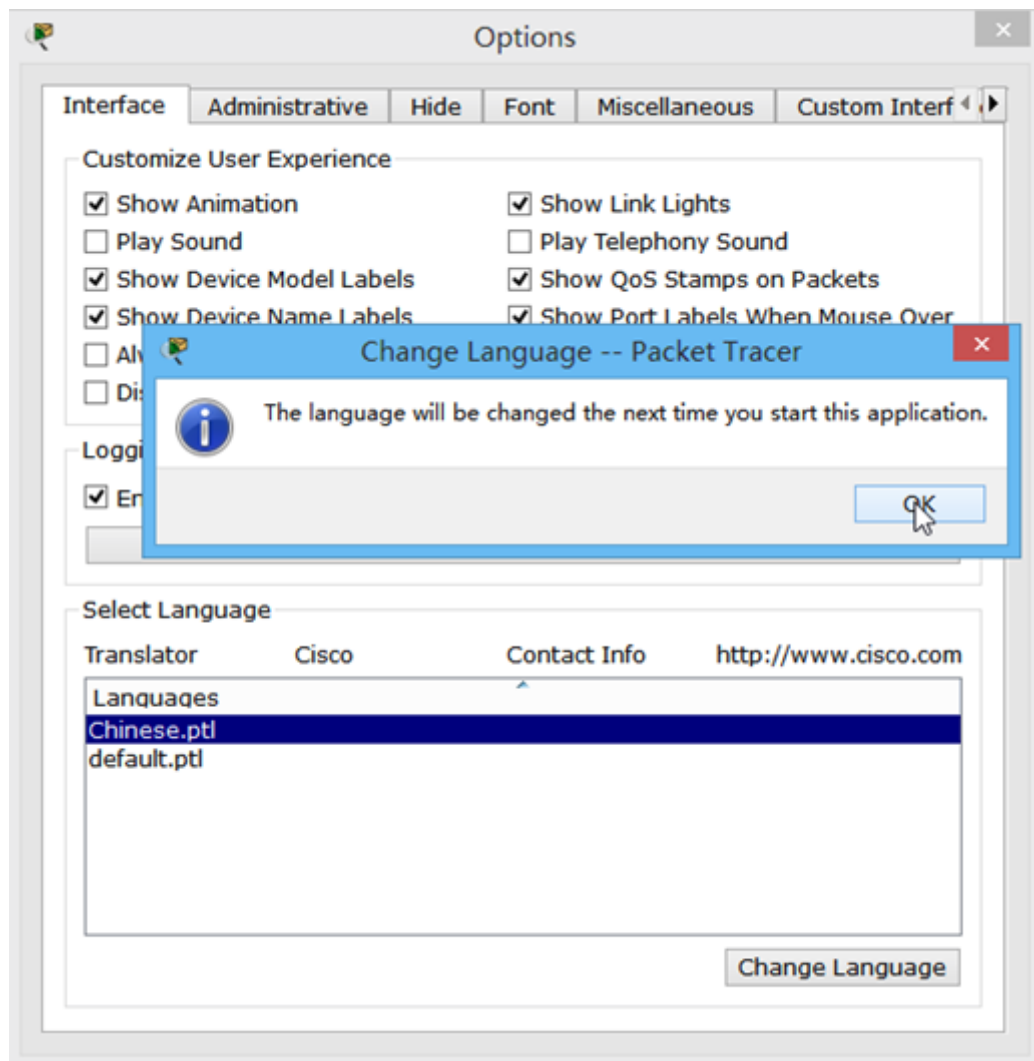 Options
Interface Administrative Hide Font Miscellaneous Custom Interf
Customize User Experience
Show Animation Show Link Lights
Play Sound Play Telephony Sound
Show Device Model Labels Show QoS Stamps on Packets
Show Device Name Labels Show Port Labels When Mouse Over
Change Language -- Packet Tracer
The language will be changed the next time you start this application.
OK
Select Language
Translator Cisco Contact Info http://www.cisco.com
Languages
Chinese.ptl
default.ptl
Change Language